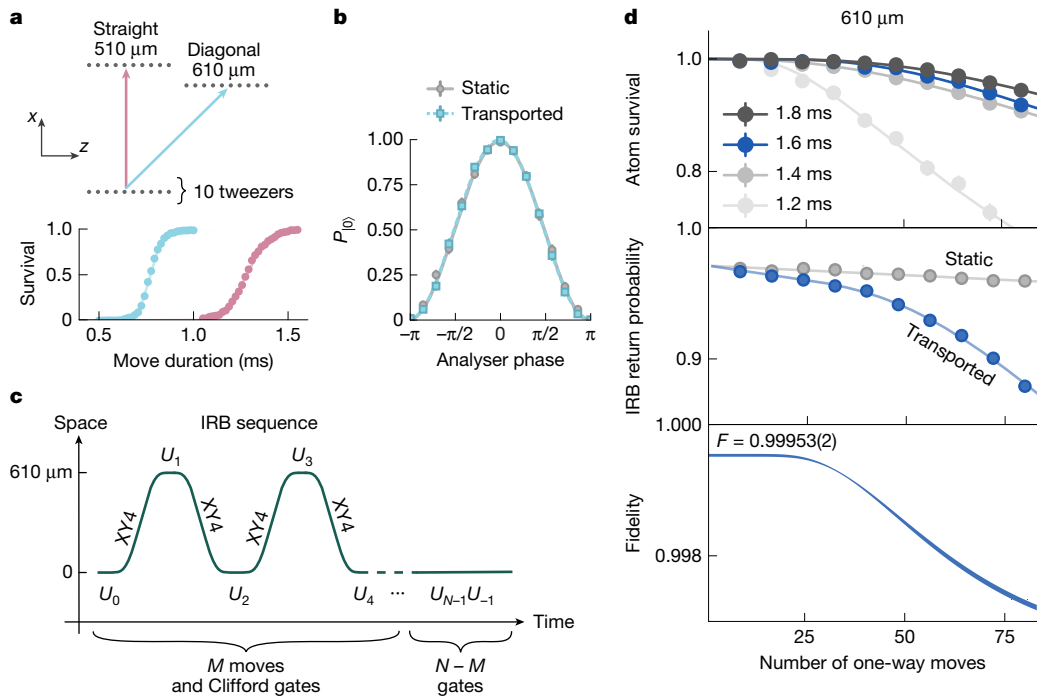 a
Straight
510 μm
Diagonal
610 μm
x
z
10 tweezers
Survival
1.0
0.5
0
0.5
1.0
1.5
Move duration (ms)
b
Static
Transported
P|0⟩
1.00
0.75
0.50
0.25
0
−π
−π/2
0
π/2
π
Analyser phase
c
Space
IRB sequence
610 μm
0
U0
U1
U2
U3
U4
...
UN−1U−1
XY4
XY4
XY4
XY4
Time
M moves
and Clifford gates
N − M
gates
d
610 μm
Atom survival
1.0
0.8
1.8 ms
1.6 ms
1.4 ms
1.2 ms
IRB return probability
1.0
0.9
Static
Transported
Fidelity
1.000
0.998
F = 0.99953(2)
25
50
75
Number of one-way moves